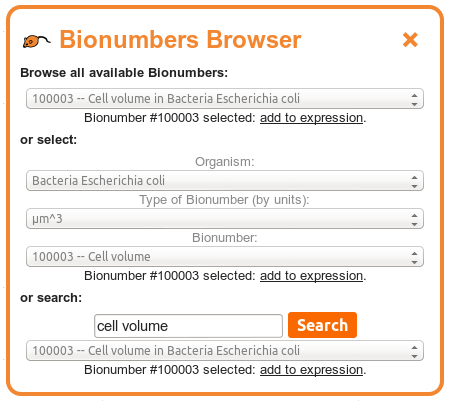 Bionumbers Browser
Browse all available Bionumbers:
100003 -- Cell volume in Bacteria Escherichia coli
Bionumber #100003 selected: add to expression.
or select:
Organism:
Bacteria Escherichia coli
Type of Bionumber (by units):
µm^3
Bionumber:
100003 -- Cell volume
Bionumber #100003 selected: add to expression.
or search:
cell volume Search
100003 -- Cell volume in Bacteria Escherichia coli
Bionumber #100003 selected: add to expression.